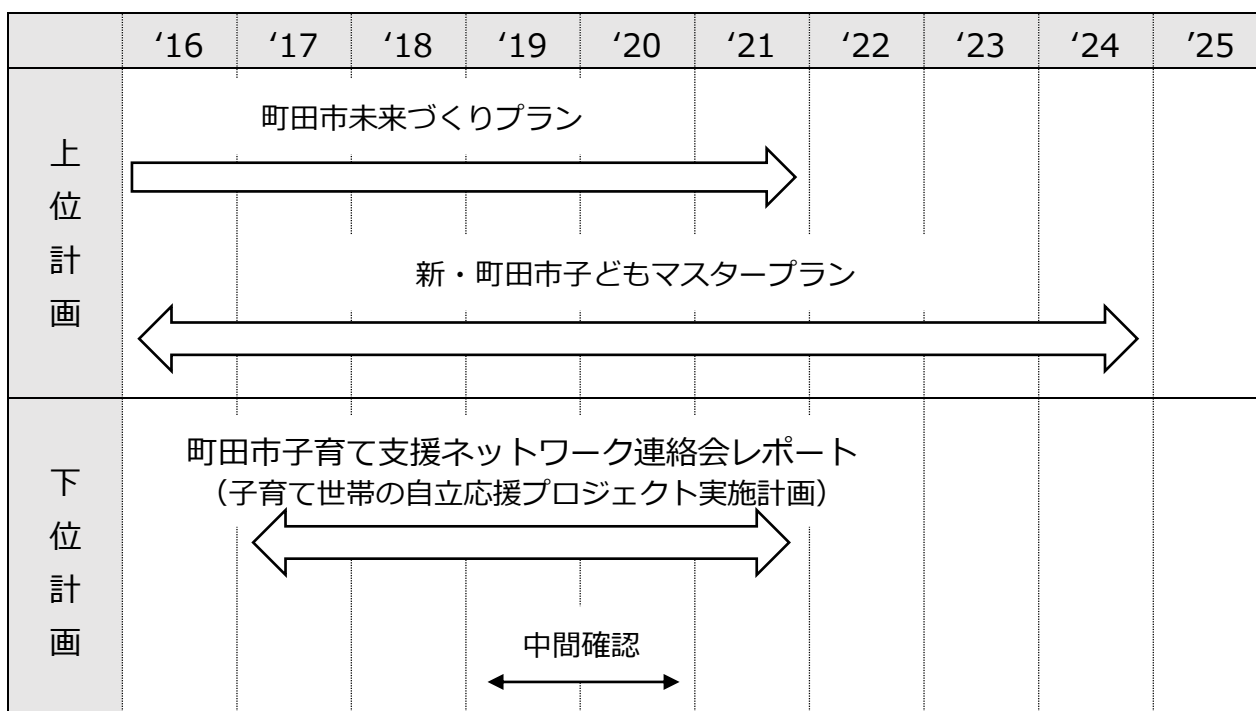 ‘16 ‘17 ‘18 ‘19 ‘20 ‘21 ‘22 ‘23 ‘24 ’25
上位計画
町田市未来づくりプラン
新・町田市子どもマスタープラン
下位計画
町田市子育て支援ネットワーク連絡会レポート
（子育て世帯の自立応援プロジェクト実施計画）
中間確認